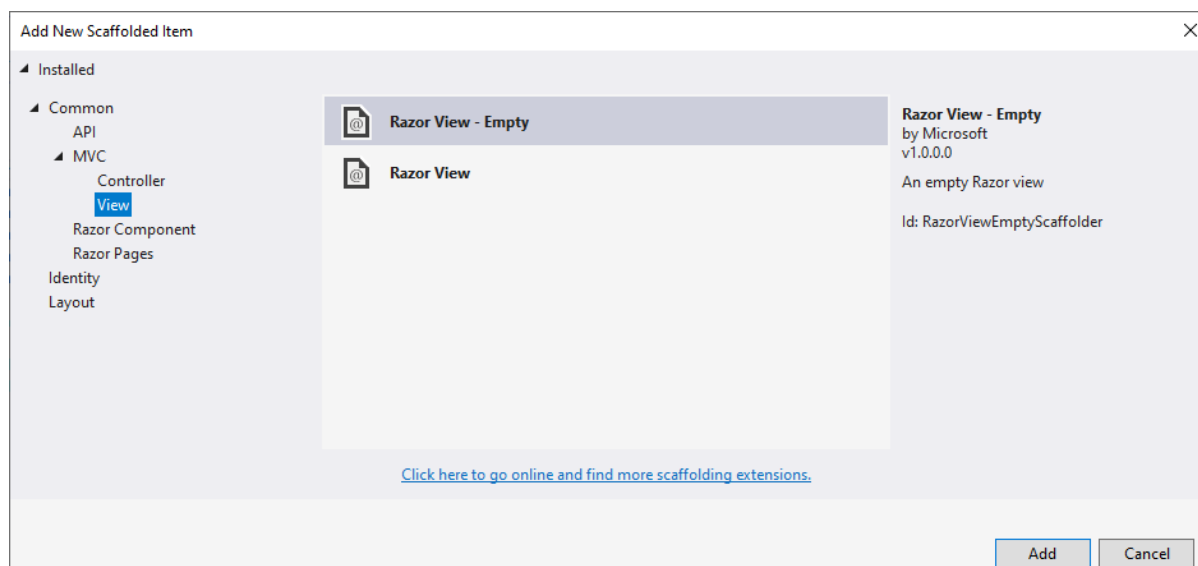 Add New Scaffolded Item
Installed
Common
API
MVC
Controller
View
Razor Component
Razor Pages
Identity
Layout
Razor View - Empty
Razor View
Click here to go online and find more scaffolding extensions.
Razor View - Empty
by Microsoft
v1.0.0.0
An empty Razor view
Id: RazorViewEmptyScaffolder
Add
Cancel